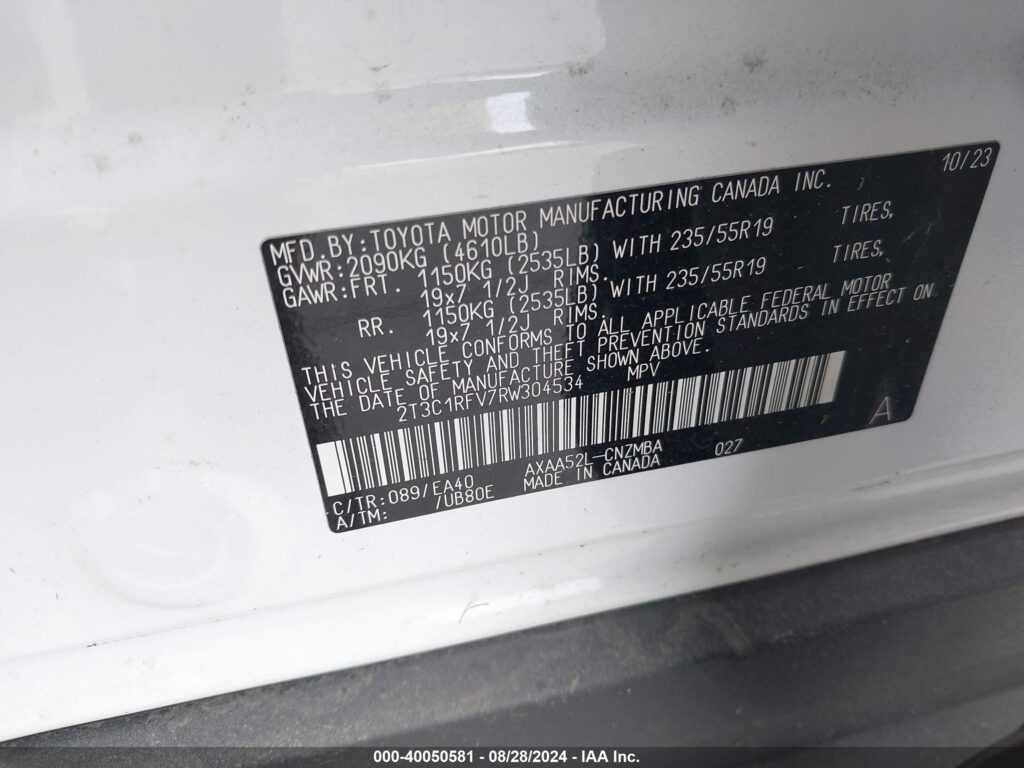 10/23
MFD. BY:TOYOTA MOTOR MANUFACTURING CANADA INC.
GVWR:2090KG (4610LB)
GAWR:FRT. 1150KG (2535LB) WITH 235/55R19 TIRES,
19x7 1/2J RIMS.
RR. 1150KG (2535LB) WITH 235/55R19 TIRES,
19x7 1/2J RIMS.
THIS VEHICLE CONFORMS TO ALL APPLICABLE FEDERAL MOTOR
VEHICLE SAFETY AND THEFT PREVENTION STANDARDS IN EFFECT ON
THE DATE OF MANUFACTURE SHOWN ABOVE.
2T3C1RFV7RW304534 MPV
A
C/TR:089/EA40 AXAA52L-CNZMBA 027
A/TM: /UB80E MADE IN CANADA
000-40050581 - 08/28/2024 - IAA Inc.